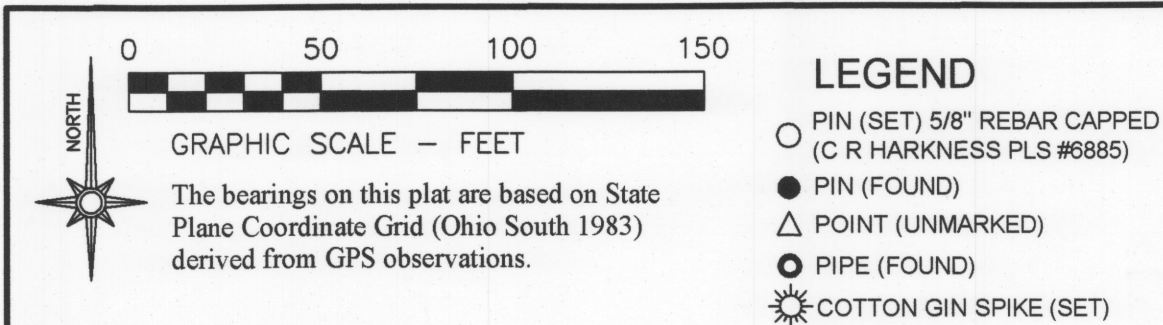 0 50 100 150
NORTH
GRAPHIC SCALE – FEET
The bearings on this plat are based on State
Plane Coordinate Grid (Ohio South 1983)
derived from GPS observations.
LEGEND
PIN (SET) 5/8" REBAR CAPPED
(C R HARKNESS PLS #6885)
PIN (FOUND)
POINT (UNMARKED)
PIPE (FOUND)
COTTON GIN SPIKE (SET)